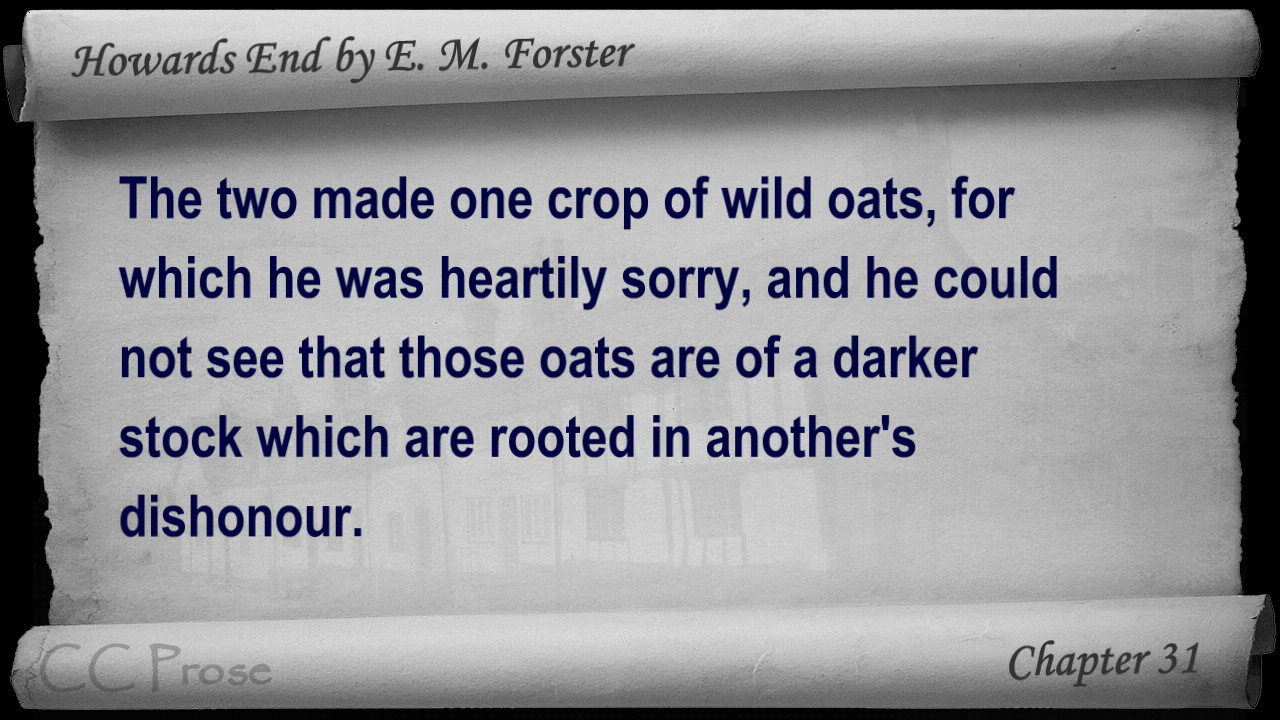 Howards End by E. M. Forster
The two made one crop of wild oats, for
which he was heartily sorry, and he could
not see that those oats are of a darker
stock which are rooted in another's
dishonour.
CC Prose
Chapter 31